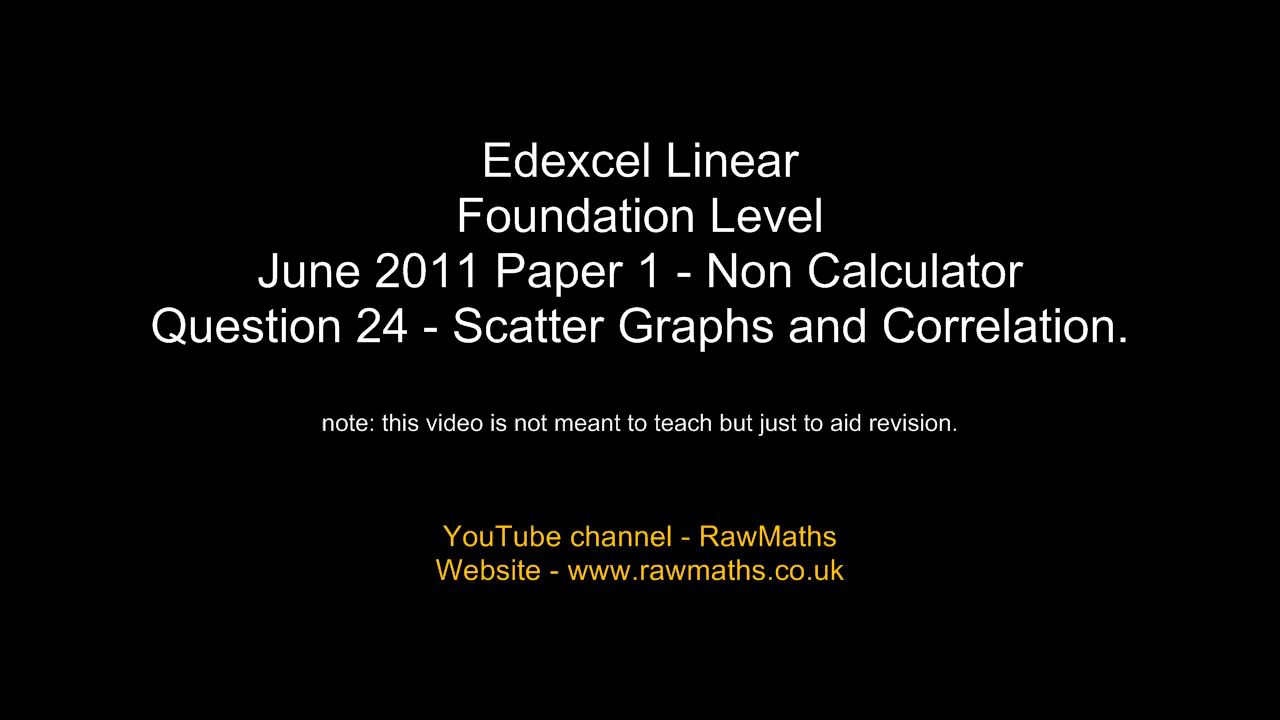 Edexcel Linear
Foundation Level
June 2011 Paper 1 - Non Calculator
Question 24 - Scatter Graphs and Correlation.
note: this video is not meant to teach but just to aid revision.
YouTube channel - RawMaths
Website - www.rawmaths.co.uk